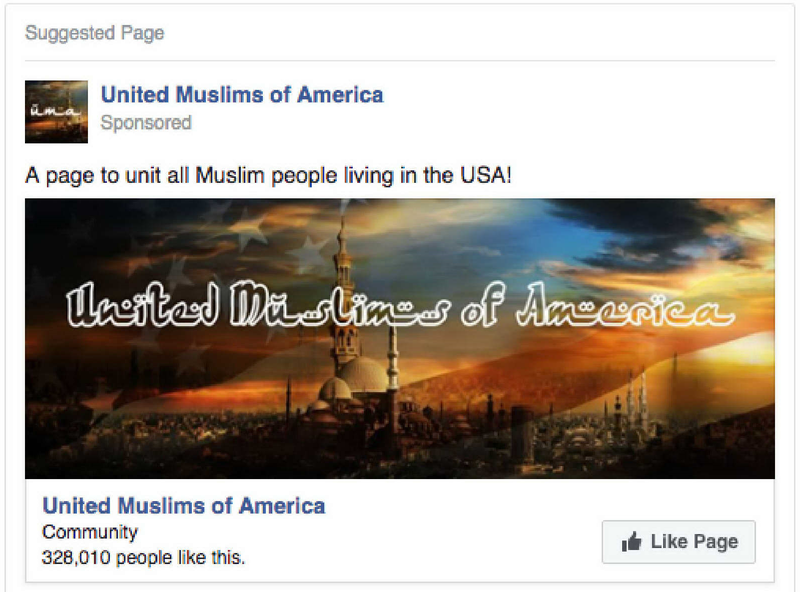 Suggested Page
uma
United Muslims of America
Sponsored
A page to unit all Muslim people living in the USA!
United Muslims of America
United Muslims of America
Community
328,010 people like this.
Like Page